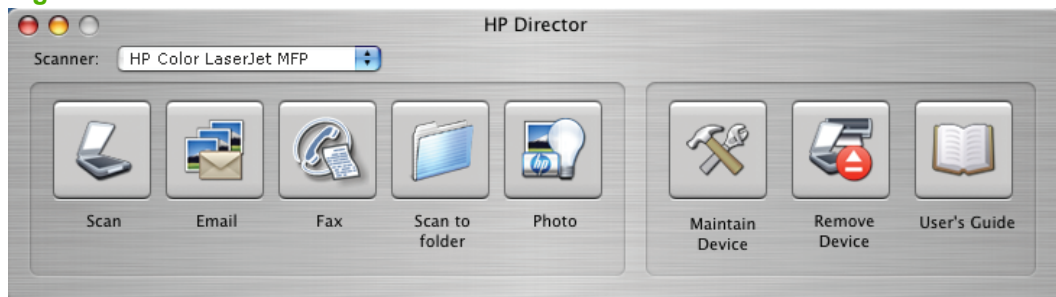 HP Director
Scanner: HP Color LaserJet MFP
hp
Scan
Email
Fax
Scan to
folder
Photo
Maintain
Device
Remove
Device
User's Guide